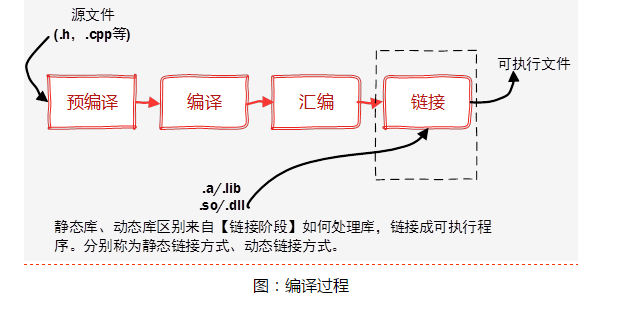 源文件
(.h，.cpp等)
可执行文件
预编译
编译
汇编
链接
.a/.lib
.so/.dll
静态库、动态库区别来自【链接阶段】如何处理库，链接成可执行程
序。分别称为静态链接方式、动态链接方式。
图：编译过程